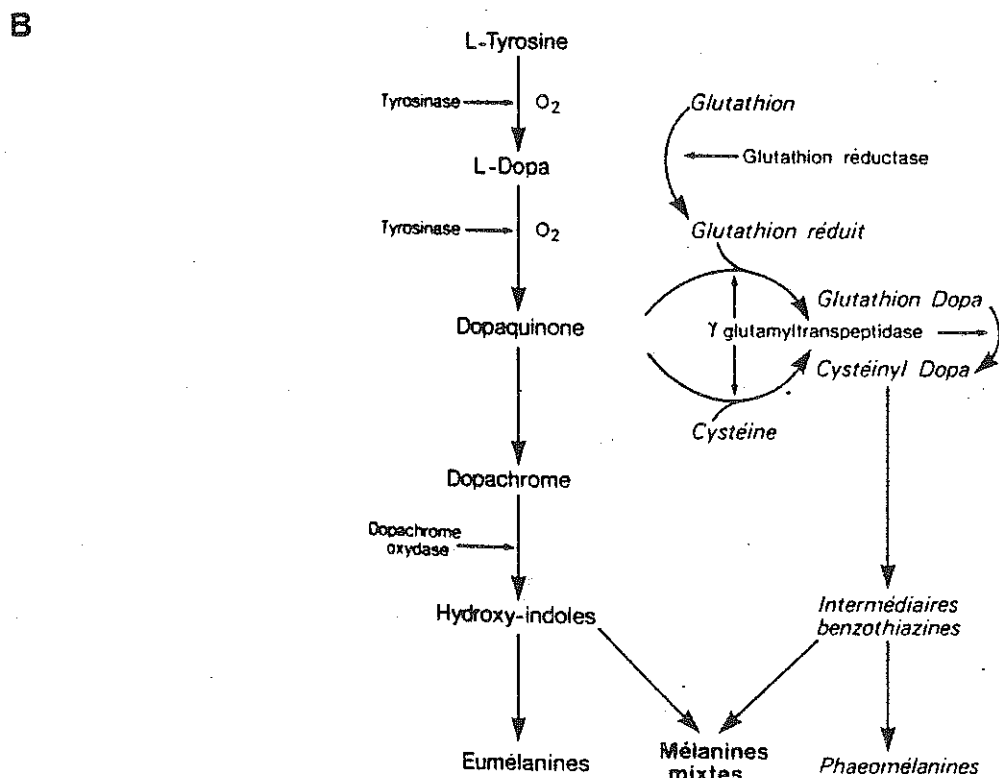 B
L-Tyrosine
Tyrosinase
O2
Glutathion
Glutathion réductase
L-Dopa
Tyrosinase
O2
Glutathion réduit
Glutathion Dopa
Dopaquinone
γ glutamyltranspeptidase
Cystéinyl Dopa
Cystéine
Dopachrome
Dopachrome
oxydase
Hydroxy-indoles
Intermédiaires
benzothiazines
Eumélanines
Mélanines
mixtes
Phaeomélanines